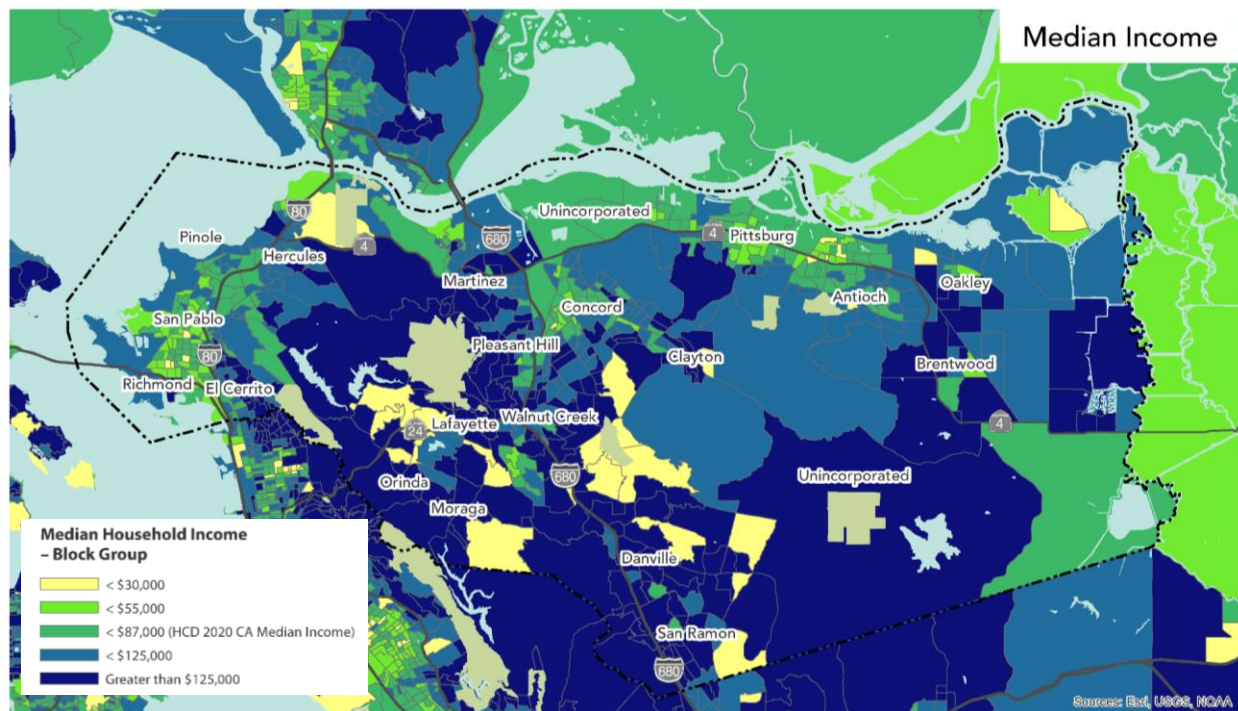 Median Income
Unincorporated
80
Pinole
680
4
Pittsburg
Hercules
4
Martinez
Oakley
Antioch
Concord
San Pablo
Pleasant Hill
80
Clayton
Brentwood
Richmond
El Cerrito
Walnut Creek
Lafayette
24
4
680
Unincorporated
Orinda
Moraga
Danville
San Ramon
680
Median Household Income
– Block Group
< $30,000
< $55,000
< $87,000 (HCD 2020 CA Median Income)
< $125,000
Greater than $125,000
Sources: Esri, USGS, NOAA